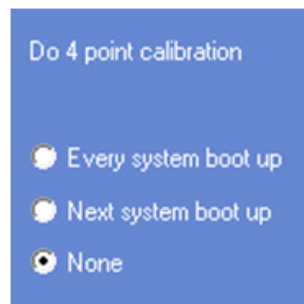 Do 4 point calibration
Every system boot up
Next system boot up
None